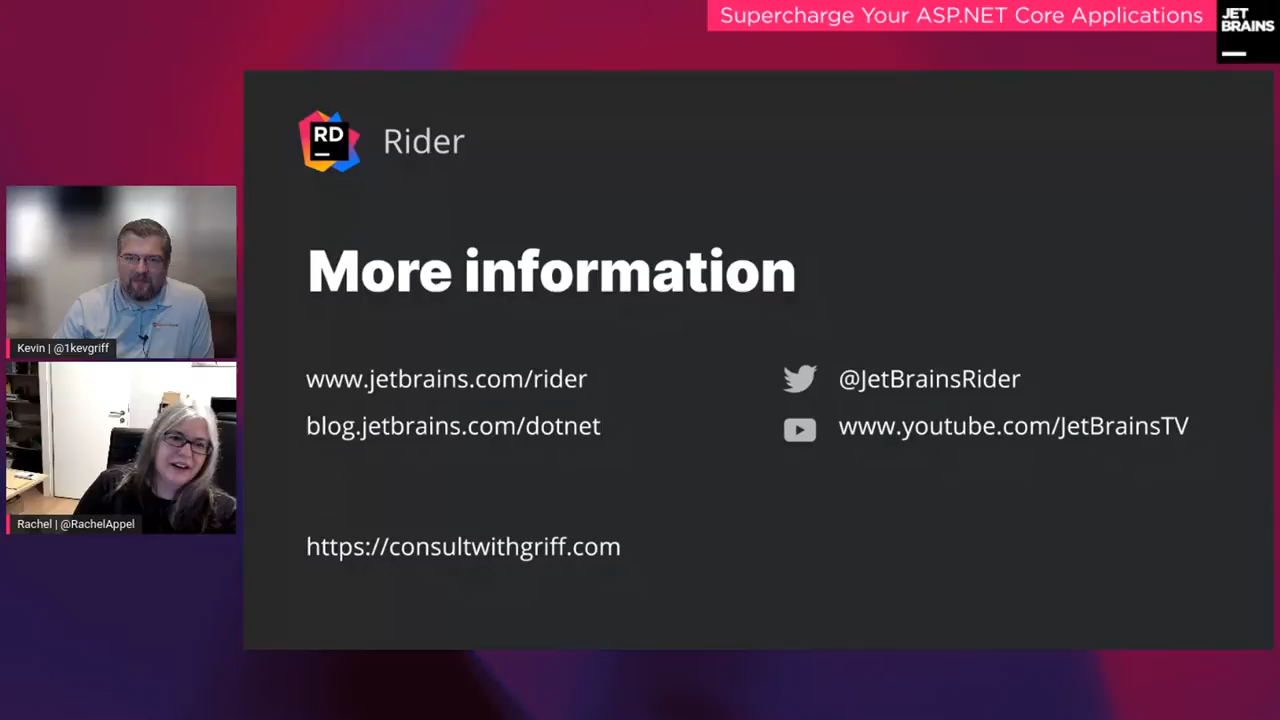 Supercharge Your ASP.NET Core Applications
JET
BRAINS
RD
Rider
More information
www.jetbrains.com/rider
@JetBrainsRider
blog.jetbrains.com/dotnet
www.youtube.com/JetBrainsTV
https://consultwithgriff.com
Kevin | @1kevgriff
Rachel | @RachelAppel